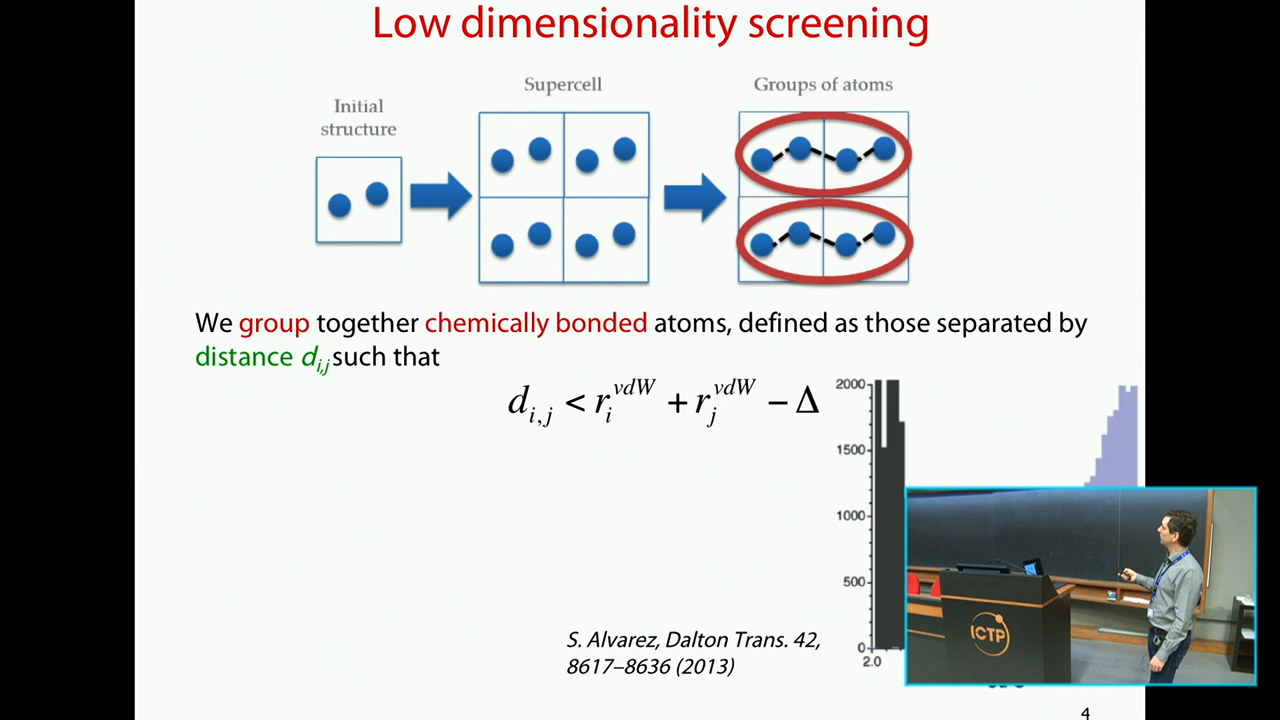 Low dimensionality screening
Initial
structure
Supercell
Groups of atoms
We group together chemically bonded atoms, defined as those separated by
distance d_{i,j} such that
d_{i,j} < r_i^{vdW} + r_j^{vdW} − Δ
2000
1500
1000
500
0
2.0
S. Alvarez, Dalton Trans. 42,
8617–8636 (2013)
ICTP
4